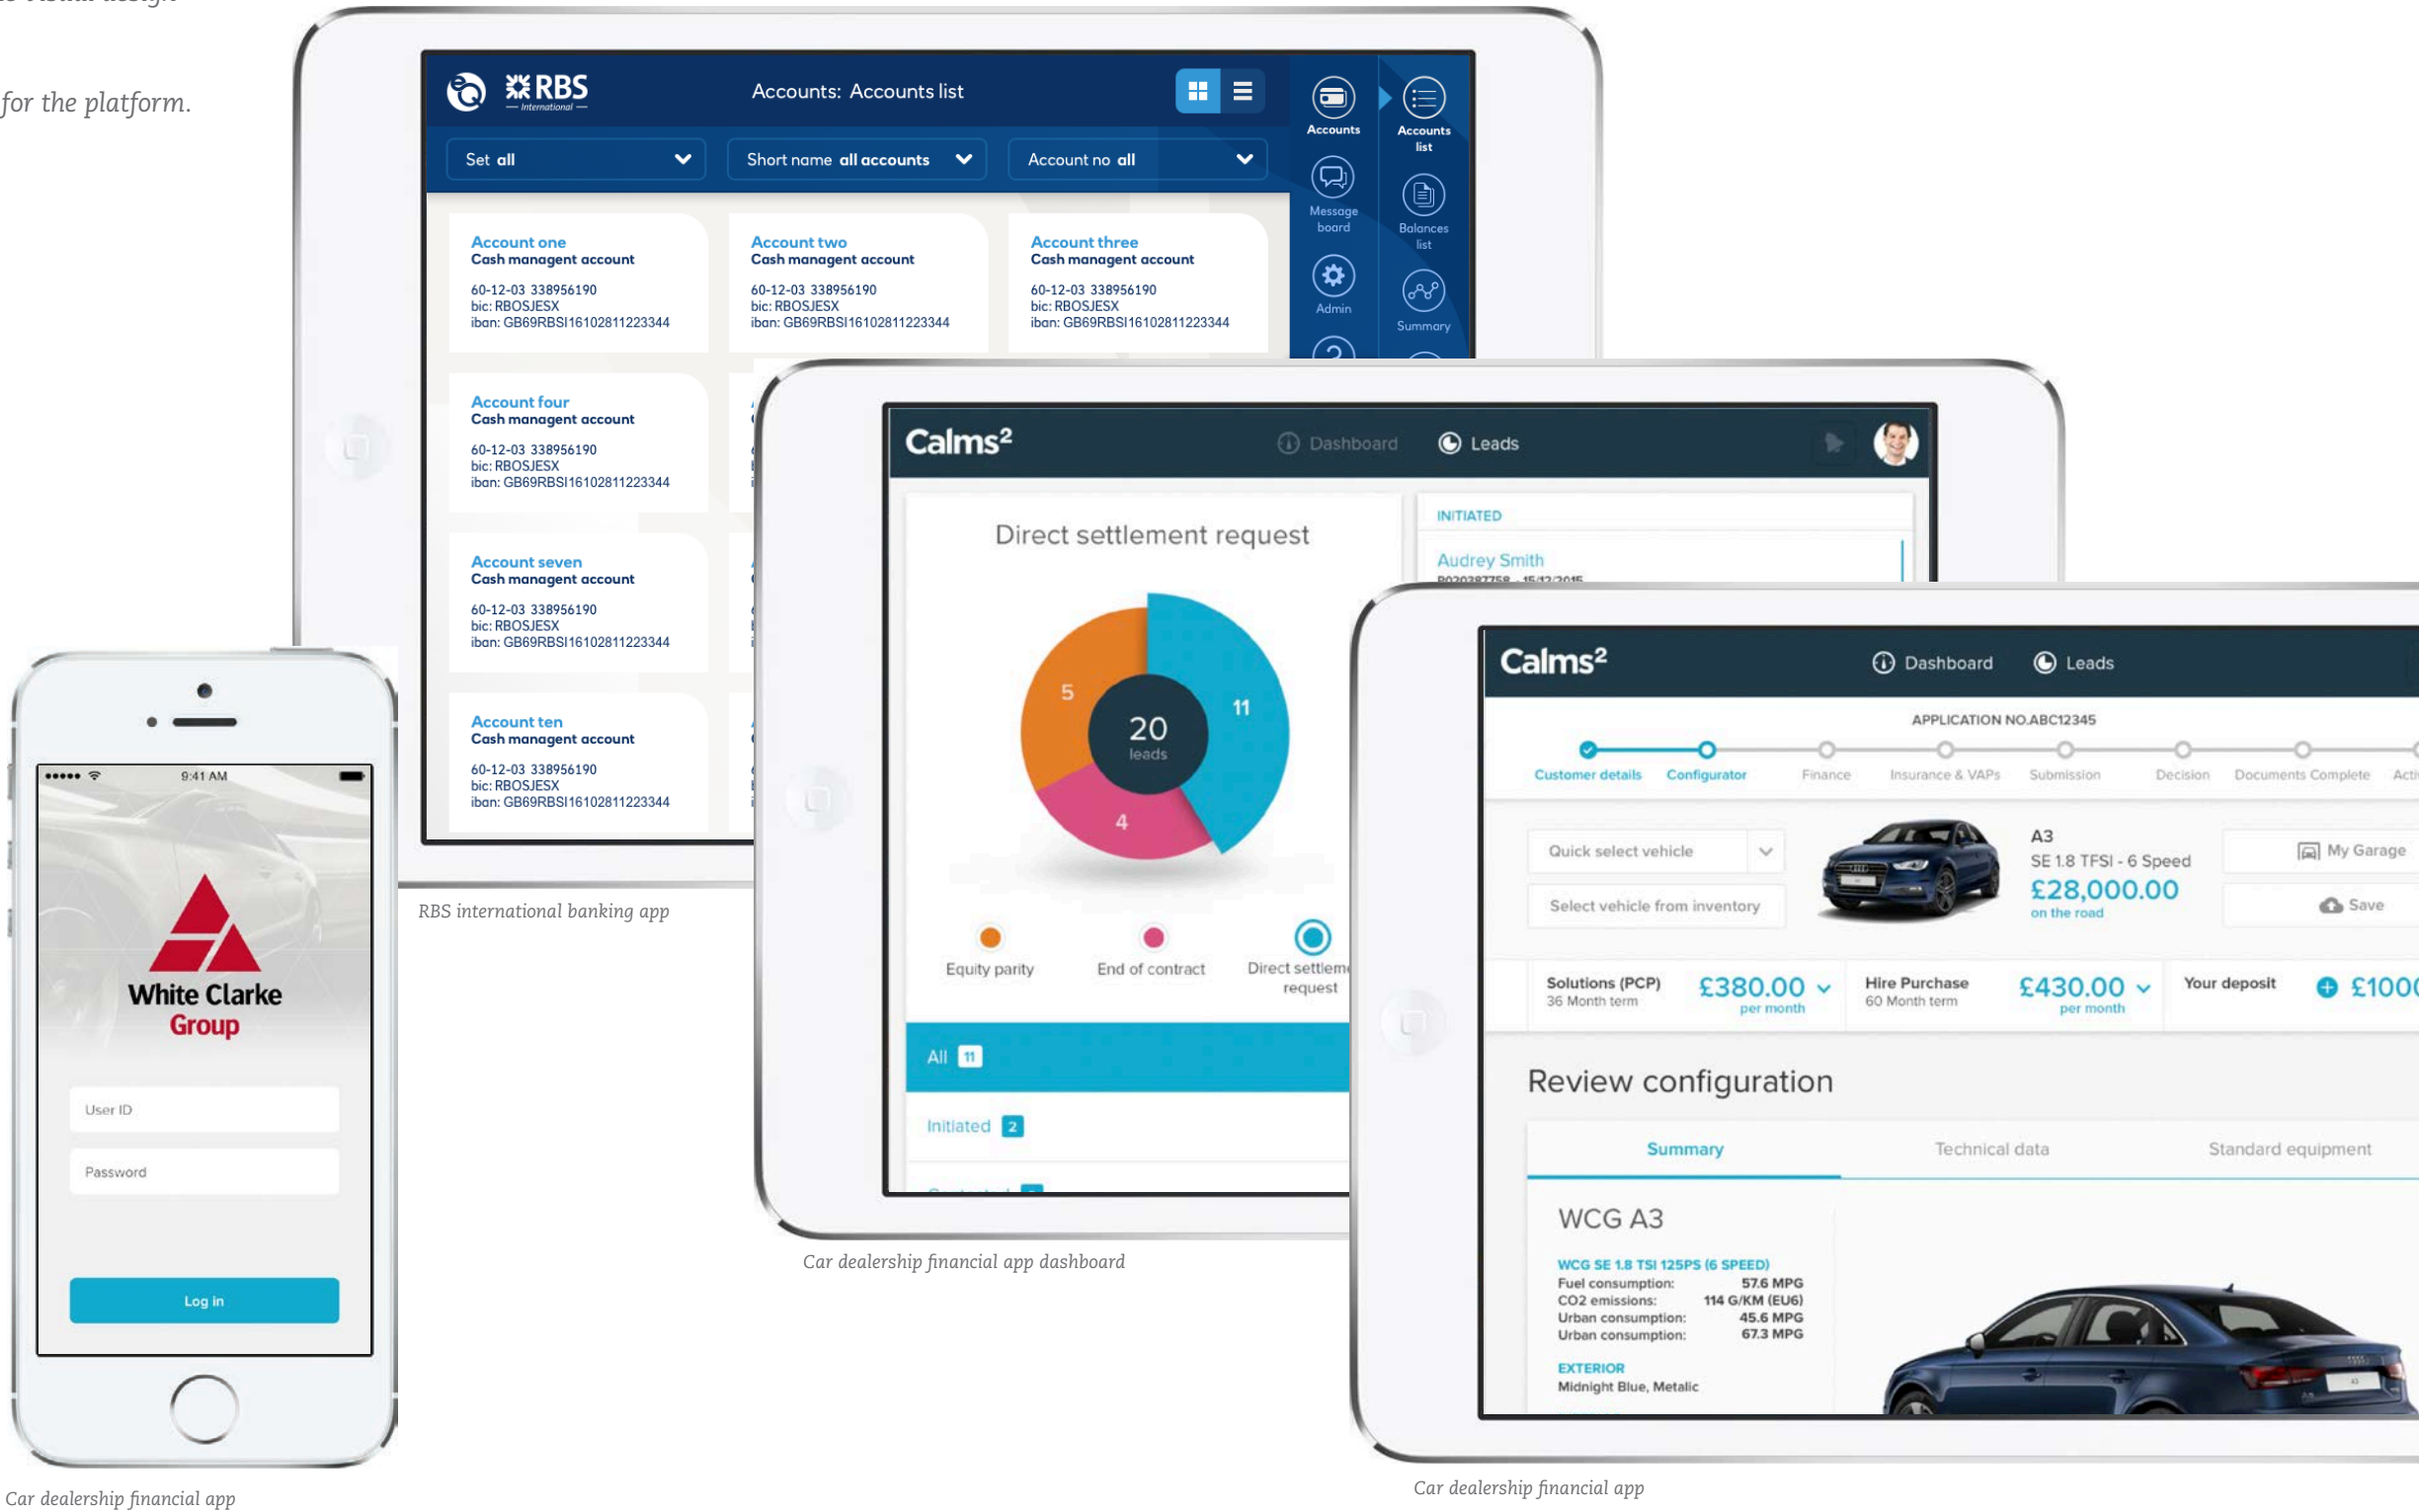 for the platform.
RBS
International
Accounts: Accounts list
Set all
Short name all accounts
Account no all
Accounts
Accounts
list
Message
board
Balances
list
Admin
Summary
Account one
Cash managent account
60-12-03 338956190
bic: RBOSJESX
iban: GB69RBSI16102811223344
Account two
Cash managent account
60-12-03 338956190
bic: RBOSJESX
iban: GB69RBSI16102811223344
Account three
Cash managent account
60-12-03 338956190
bic: RBOSJESX
iban: GB69RBSI16102811223344
Account four
Cash managent account
60-12-03 338956190
bic: RBOSJESX
iban: GB69RBSI16102811223344
Account seven
Cash managent account
60-12-03 338956190
bic: RBOSJESX
iban: GB69RBSI16102811223344
Account ten
Cash managent account
60-12-03 338956190
bic: RBOSJESX
iban: GB69RBSI16102811223344
RBS international banking app
9:41 AM
White Clarke
Group
User ID
Password
Log in
Car dealership financial app
Calms²
Dashboard
Leads
Direct settlement request
5
11
20
leads
4
Equity parity
End of contract
Direct
request
All 11
Initiated 2
INITIATED
Audrey Smith
Car dealership financial app dashboard
Calms²
Dashboard
Leads
APPLICATION NO.ABC12345
Customer details
Configurator
Finance
Insurance & VAPs
Submission
Decision
Documents Complete
Quick select vehicle
Select vehicle from inventory
A3
SE 1.8 TFSI - 6 Speed
£28,000.00
on the road
My Garage
Save
Solutions (PCP)
36 Month term
£380.00
per month
Hire Purchase
60 Month term
£430.00
per month
Your deposit
Review configuration
Summary
Technical data
Standard equipment
WCG A3
WCG SE 1.8 TSI 125PS (6 SPEED)
Fuel consumption: 57.6 MPG
CO2 emissions: 114 G/KM (EU6)
Urban consumption: 45.6 MPG
Urban consumption: 67.3 MPG
EXTERIOR
Midnight Blue, Metalic
Car dealership financial app